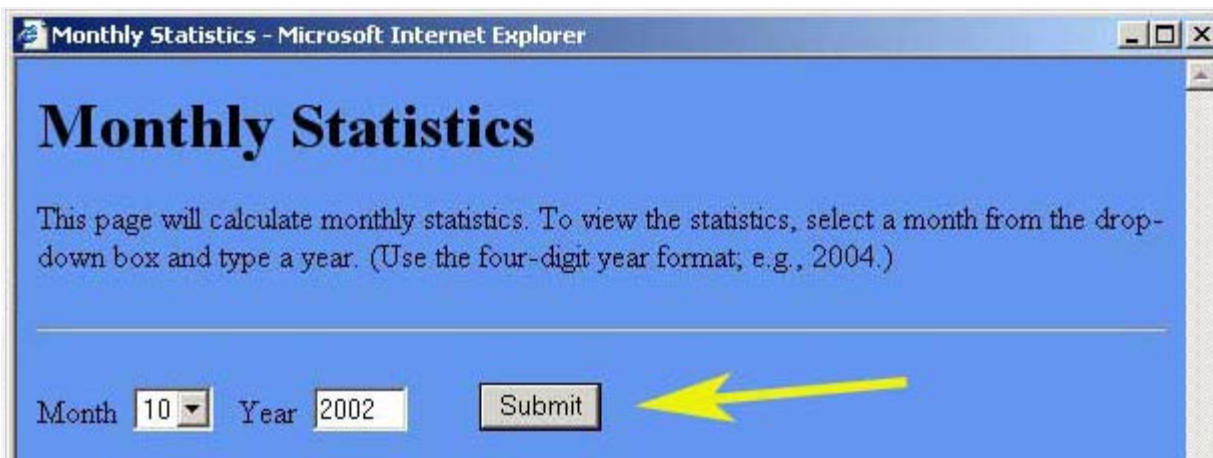 Monthly Statistics - Microsoft Internet Explorer
Monthly Statistics
This page will calculate monthly statistics. To view the statistics, select a month from the drop-
down box and type a year. (Use the four-digit year format; e.g., 2004.)
Month 10 Year 2002 Submit